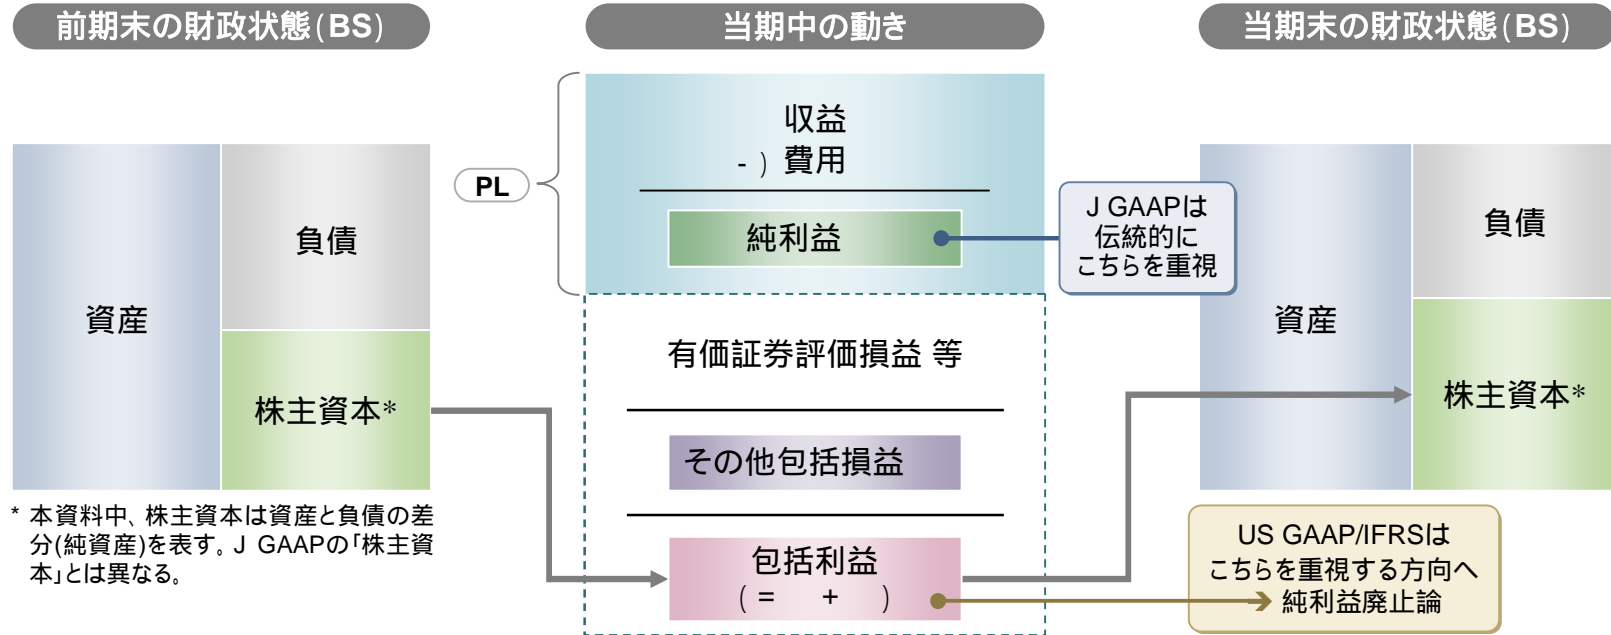 前期末の財政状態(BS)
当期中の動き
当期末の財政状態(BS)
資産
負債
株主資本*
* 本資料中、株主資本は資産と負債の差
分(純資産)を表す。J GAAPの「株主資
本」とは異なる。
PL
収益
- ) 費用
純利益
J GAAPは
伝統的に
こちらを重視
有価証券評価損益 等
その他包括損益
包括利益
( = + )
資産
負債
株主資本*
US GAAP/IFRSは
こちらを重視する方向へ
純利益廃止論